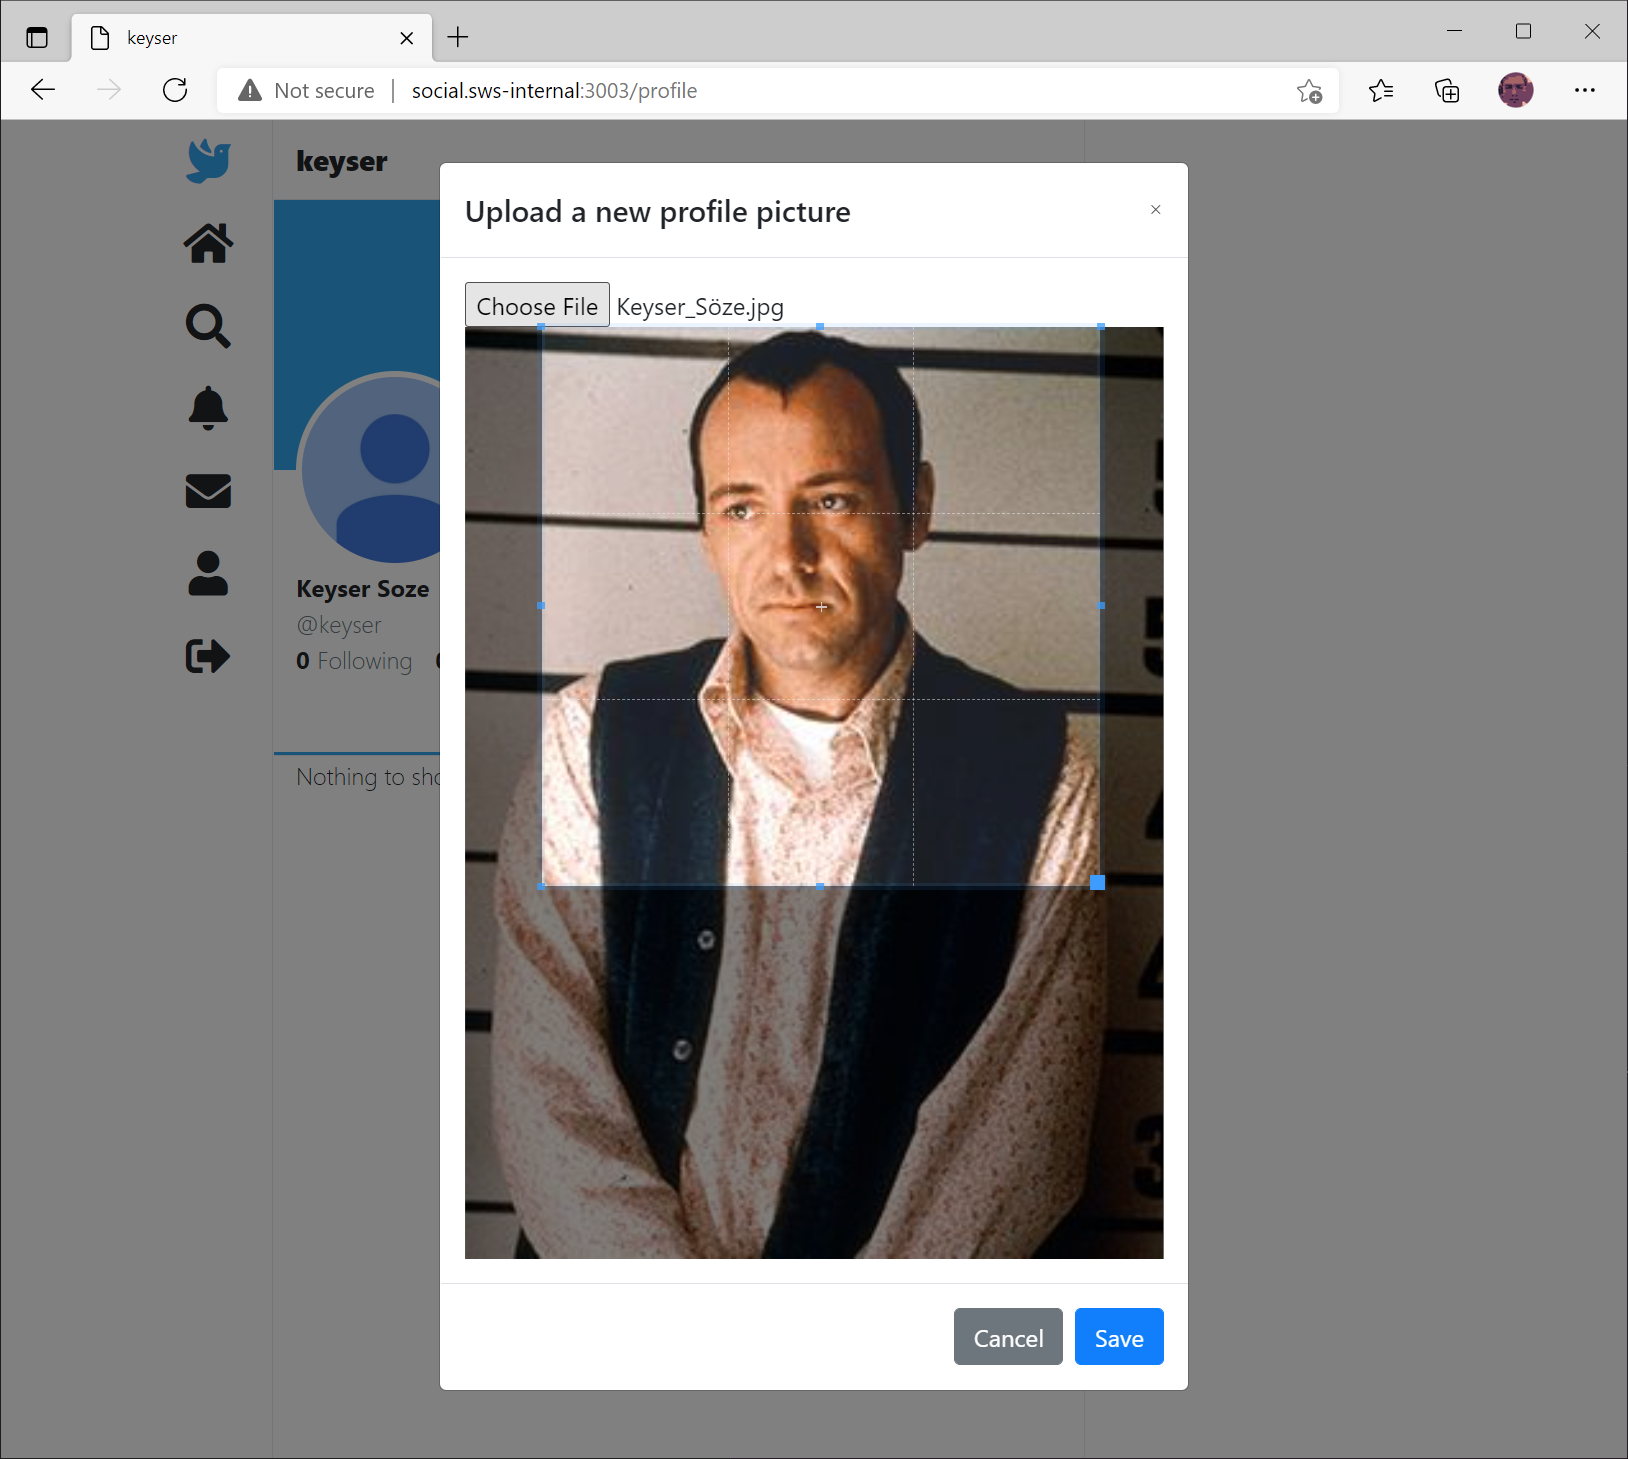 keyser
Not secure
social.sws-internal:3003/profile
keyser
Upload a new profile picture
Choose File Keyser_Söze.jpg
Keyser Soze
@keyser
0 Following
Nothing to
Cancel
Save